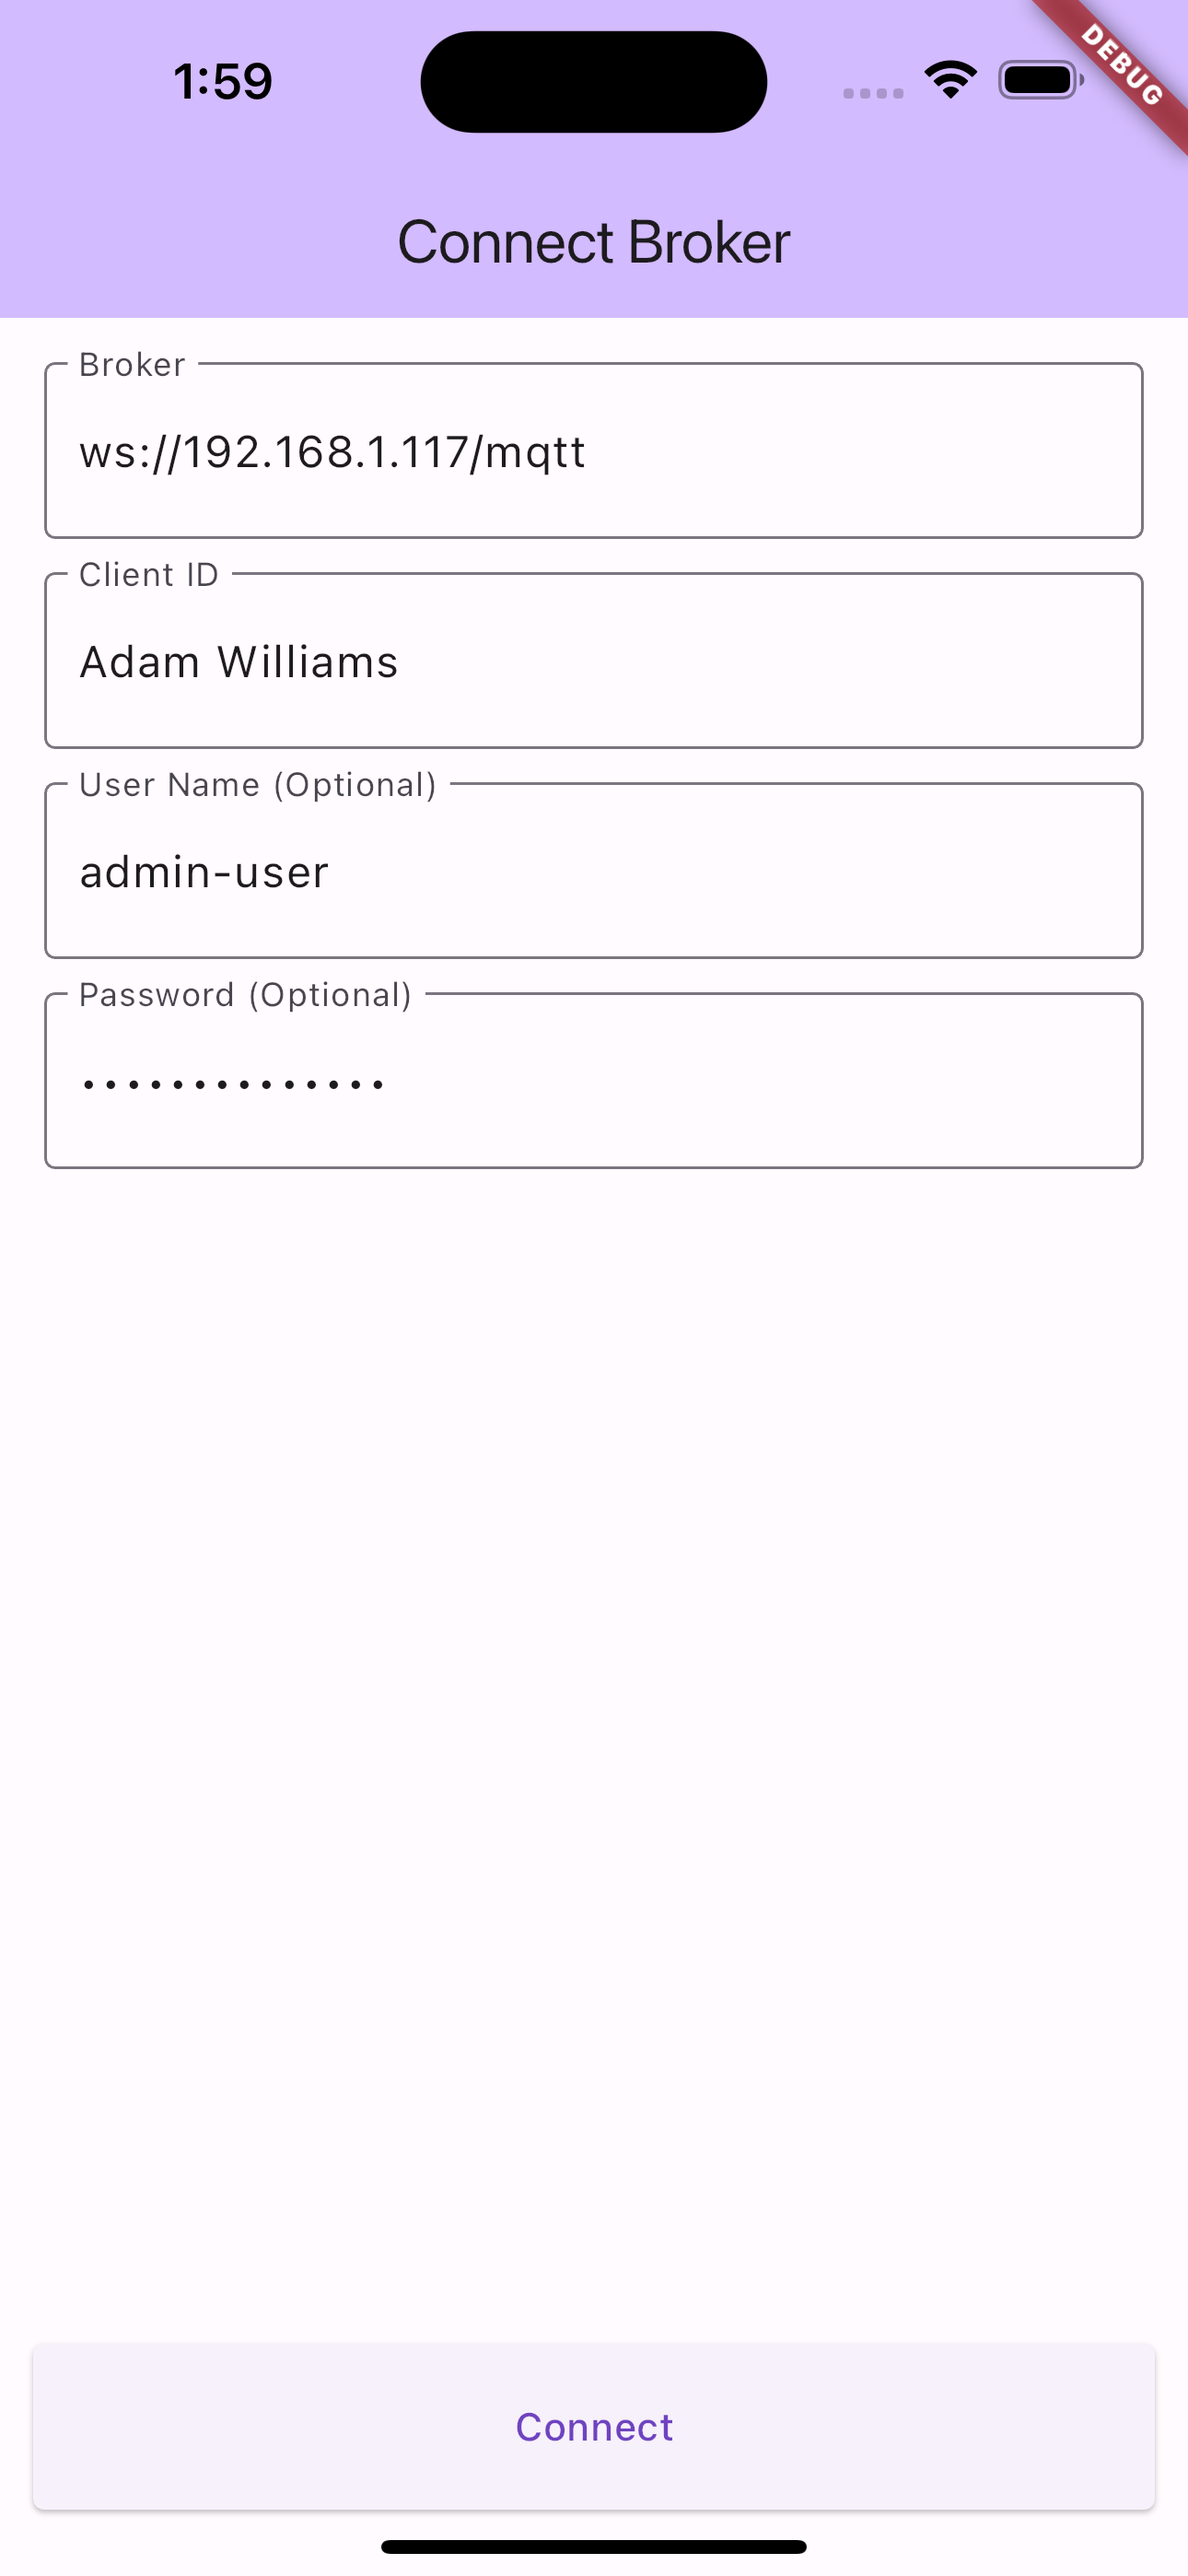 1:59
DEBUG
Connect Broker
Broker
ws://192.168.1.117/mqtt
Client ID
Adam Williams
User Name (Optional)
admin-user
Password (Optional)
••••••••••••••
Connect